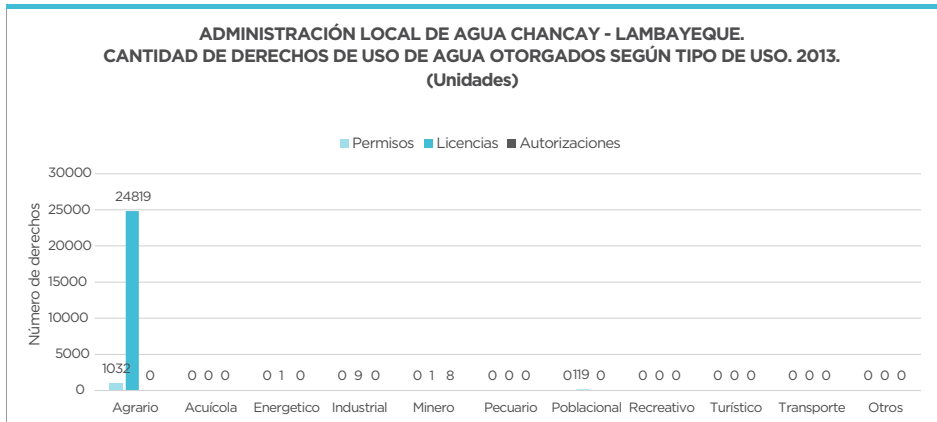 ADMINISTRACIÓN LOCAL DE AGUA CHANCAY - LAMBAYEQUE.
CANTIDAD DE DERECHOS DE USO DE AGUA OTORGADOS SEGÚN TIPO DE USO. 2013.
(Unidades)
Permisos Licencias Autorizaciones
Número de derechos
30000
25000
20000
15000
10000
5000
0
1032 24819 0
0 0 0
0 1 0
0 9 0
0 1 8
0 0 0
0 119 0
0 0 0
0 0 0
0 0 0
0 0 0
Agrario Acuícola Energetico Industrial Minero Pecuario Poblacional Recreativo Turístico Transporte Otros